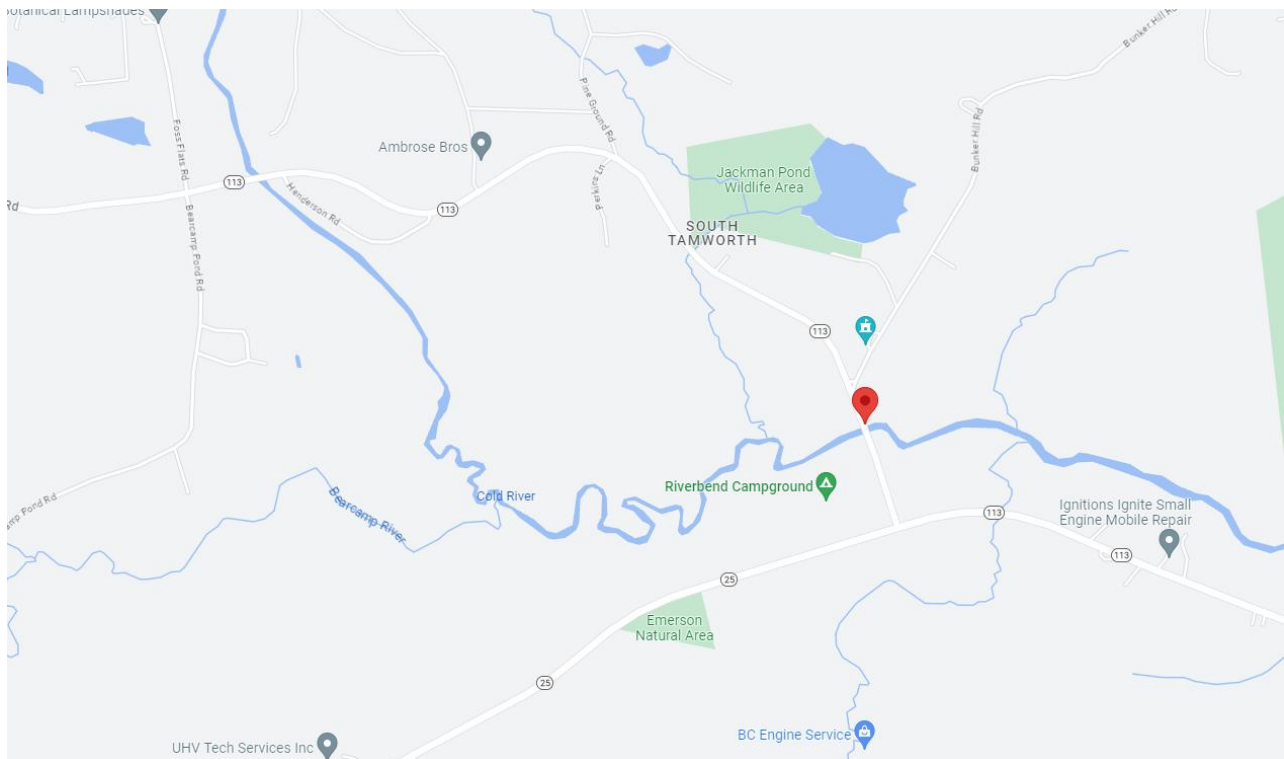 Botanical Lampshades
Bunker Hill Rd
Pine Ground Rd
Foss Flats Rd
Ambrose Bros
Bunker Hill Rd
Perkins Ln
Jackman Pond
Wildlife Area
113
Henderson Rd
Rd
113
Bearcamp Pond Rd
SOUTH
TAMWORTH
113
Riverbend Campground
Cold River
Bearcamp River
amp Pond Rd
113
Ignitions Ignite Small
Engine Mobile Repair
113
25
Emerson
Natural Area
25
BC Engine Service
UHV Tech Services Inc